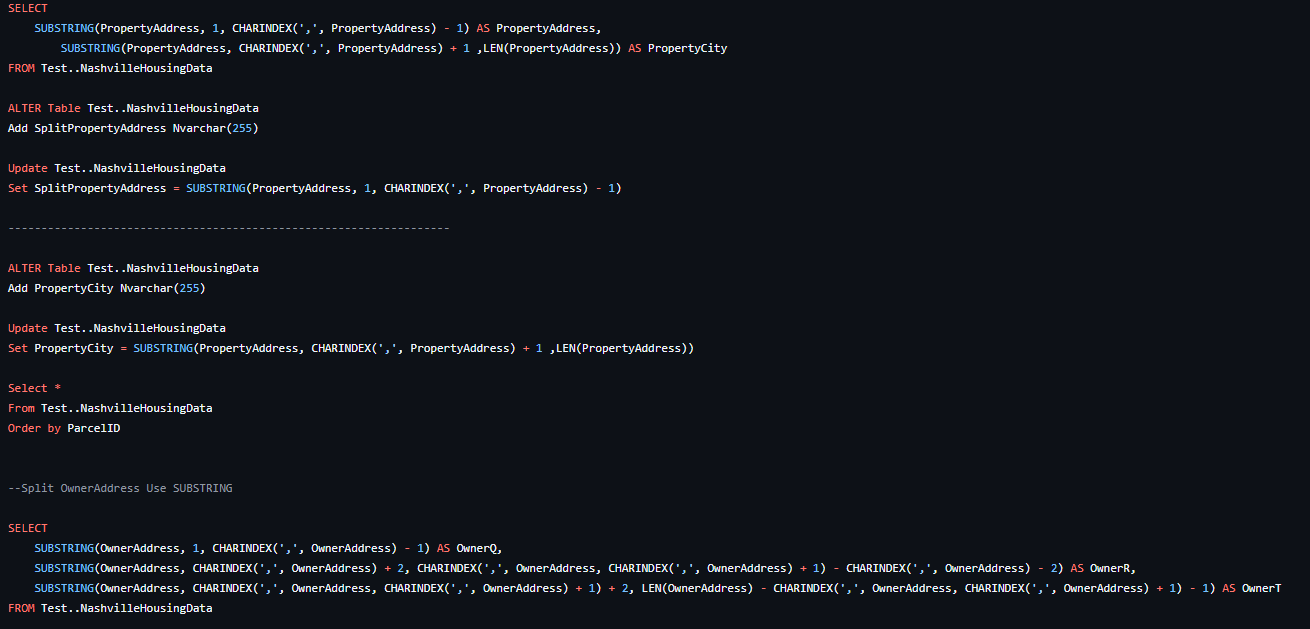 SELECT
SUBSTRING(PropertyAddress, 1, CHARINDEX(',', PropertyAddress) - 1) AS PropertyAddress,
SUBSTRING(PropertyAddress, CHARINDEX(',', PropertyAddress) + 1 ,LEN(PropertyAddress)) AS PropertyCity
FROM Test..NashvilleHousingData
ALTER Table Test..NashvilleHousingData
Add SplitPropertyAddress Nvarchar(255)
Update Test..NashvilleHousingData
Set SplitPropertyAddress = SUBSTRING(PropertyAddress, 1, CHARINDEX(',', PropertyAddress) - 1)
-------------------------------------------------------------------
ALTER Table Test..NashvilleHousingData
Add PropertyCity Nvarchar(255)
Update Test..NashvilleHousingData
Set PropertyCity = SUBSTRING(PropertyAddress, CHARINDEX(',', PropertyAddress) + 1 ,LEN(PropertyAddress))
Select *
From Test..NashvilleHousingData
Order by ParcelID
--Split OwnerAddress Use SUBSTRING
SELECT
SUBSTRING(OwnerAddress, 1, CHARINDEX(',', OwnerAddress) - 1) AS OwnerQ,
SUBSTRING(OwnerAddress, CHARINDEX(',', OwnerAddress) + 2, CHARINDEX(',', OwnerAddress, CHARINDEX(',', OwnerAddress) + 1) - CHARINDEX(',', OwnerAddress) - 2) AS OwnerR,
SUBSTRING(OwnerAddress, CHARINDEX(',', OwnerAddress, CHARINDEX(',', OwnerAddress) + 1) + 2, LEN(OwnerAddress) - CHARINDEX(',', OwnerAddress, CHARINDEX(',', OwnerAddress) + 1) - 1) AS OwnerT
FROM Test..NashvilleHousingData